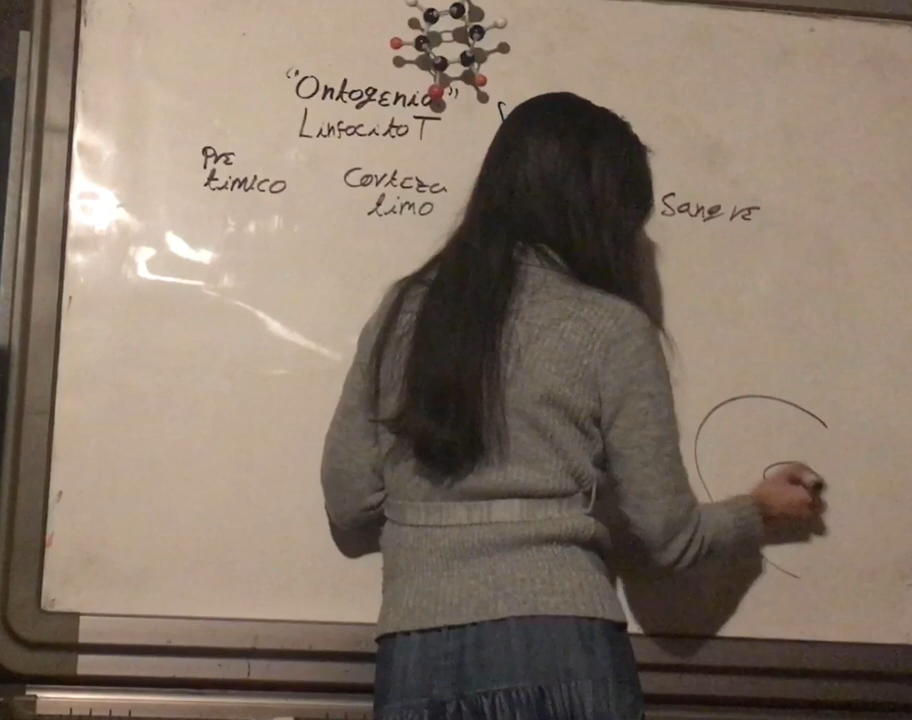 "Ontogenia"
Linfocito T
Pre
timico
Corteza
timo
Sangre